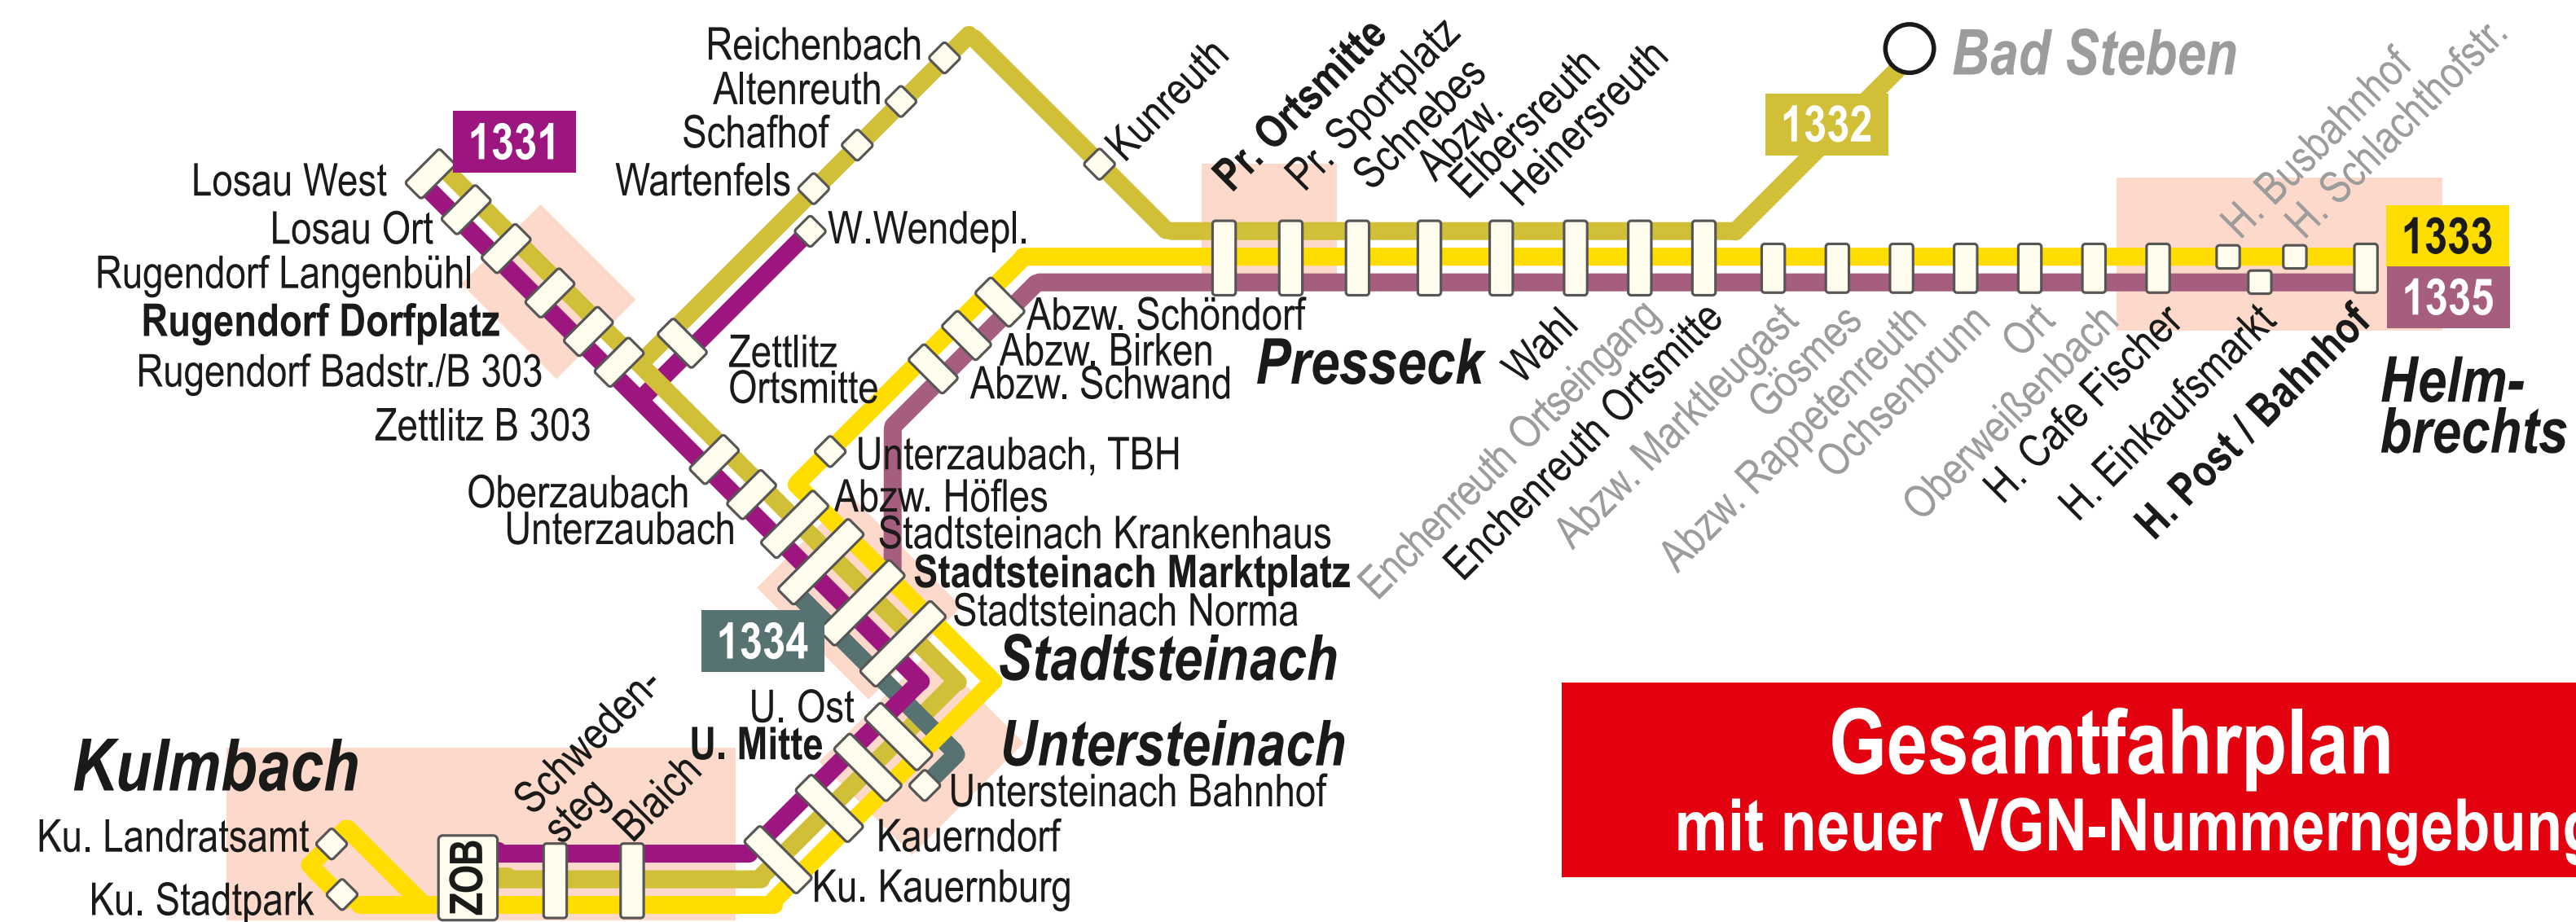 Reichenbach
Altenreuth
Schafhof
Wartenfels
W.Wendepl.
Kunreuth
Pr. Ortsmitte
Pr. Sportplatz
Schnebes
Abzw.
Elbersreuth
Heinersreuth
1332
Bad Steben
H. Busbahnhof
H. Schlachthofstr.
1333
1335
1331
Losau West
Losau Ort
Rugendorf Langenbühl
Rugendorf Dorfplatz
Rugendorf Badstr./B 303
Zettlitz B 303
Zettlitz
Ortsmitte
Abzw. Schöndorf
Abzw. Birken
Abzw. Schwand
Presseck
Wahl
Enchenreuth Ortseingang
Enchenreuth Ortsmitte
Abzw. Marktleugast
Gösmes
Abzw. Rappetenreuth
Ochsenbrunn
Ort
Oberweißenbach
H. Cafe Fischer
H. Einkaufsmarkt
H. Post / Bahnhof
Helm-
brechts
Oberzaubach
Unterzaubach
Unterzaubach, TBH
Abzw. Höfles
Stadtsteinach Krankenhaus
Stadtsteinach Marktplatz
Stadtsteinach Norma
Stadtsteinach
1334
U. Ost
U. Mitte
Untersteinach
Untersteinach Bahnhof
Kauerndorf
Ku. Kauernburg
Kulmbach
Schweden-
steg
Blaich
Ku. Landratsamt
Ku. Stadtpark
ZOB
Gesamtfahrplan
mit neuer VGN-Nummerngebung